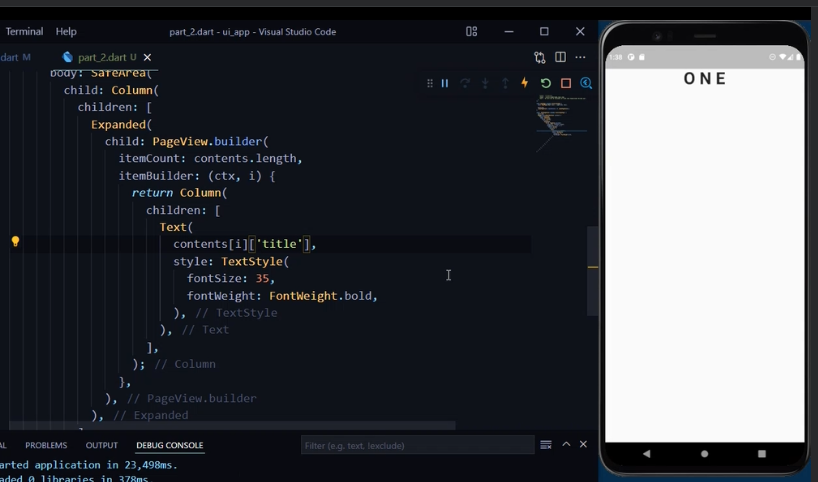 Terminal Help part_2.dart - ui_app - Visual Studio Code
dart M part_2.dart U
body: SafeArea(
child: Column(
children: [
Expanded(
child: PageView.builder(
itemCount: contents.length,
itemBuilder: (ctx, i) {
return Column(
children: [
Text(
contents[i]['title'],
style: TextStyle(
fontSize: 35,
fontWeight: FontWeight.bold,
), // TextStyle
), // Text
],
); // Column
},
), // PageView.builder
), // Expanded
AL PROBLEMS OUTPUT DEBUG CONSOLE Filter (e.g. text, !exclude)
arted application in 23,498ms.
aded 0 libraries in 378ms.
1:38
ONE